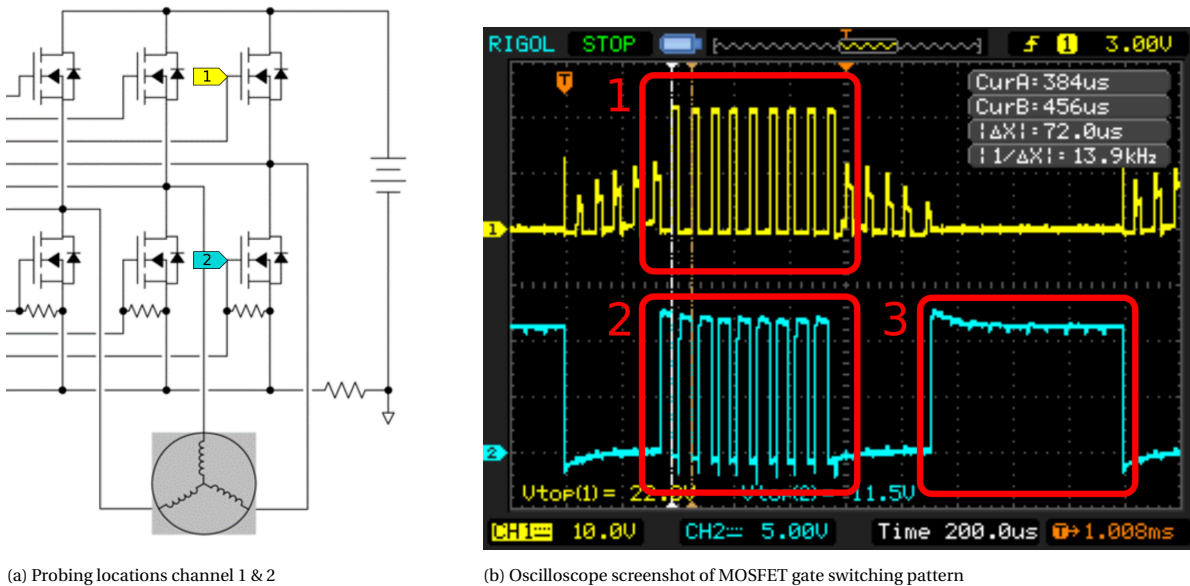 1
2
RIGOL STOP T 1 3.00V
T
CurA: 384us
CurB: 456us
|ΔX|: 72.0us
|1/ΔX|: 13.9kHz
1
1
2
3
2
Vtop(1)=
CH1 10.0V CH2 5.00V Time 200.0us T→1.008ms
(a) Probing locations channel 1 & 2
(b) Oscilloscope screenshot of MOSFET gate switching pattern